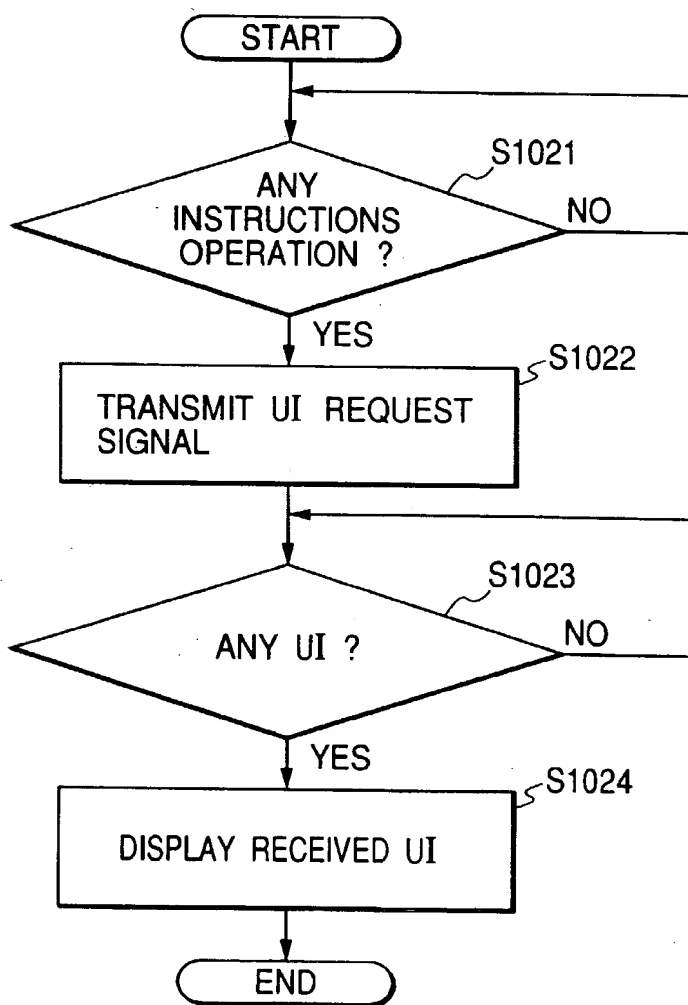 START
S1021
ANY
INSTRUCTIONS
OPERATION ?
NO
YES
S1022
TRANSMIT UI REQUEST
SIGNAL
S1023
ANY UI ?
NO
YES
S1024
DISPLAY RECEIVED UI
END